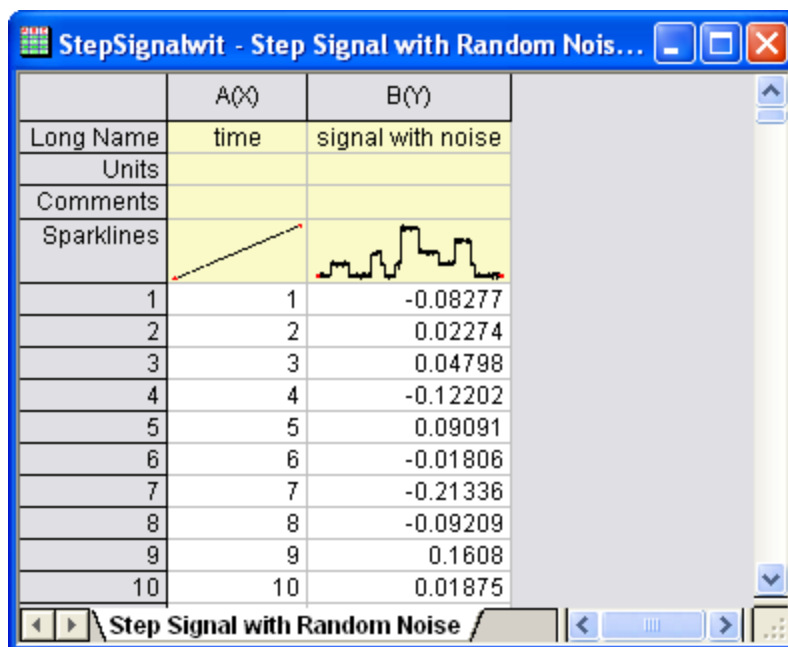 StepSignalwit - Step Signal with Random Nois...
A(X) B(Y)
Long Name time signal with noise
Units
Comments
Sparklines
1 1 -0.08277
2 2 0.02274
3 3 0.04798
4 4 -0.12202
5 5 0.09091
6 6 -0.01806
7 7 -0.21336
8 8 -0.09209
9 9 0.1608
10 10 0.01875
Step Signal with Random Noise